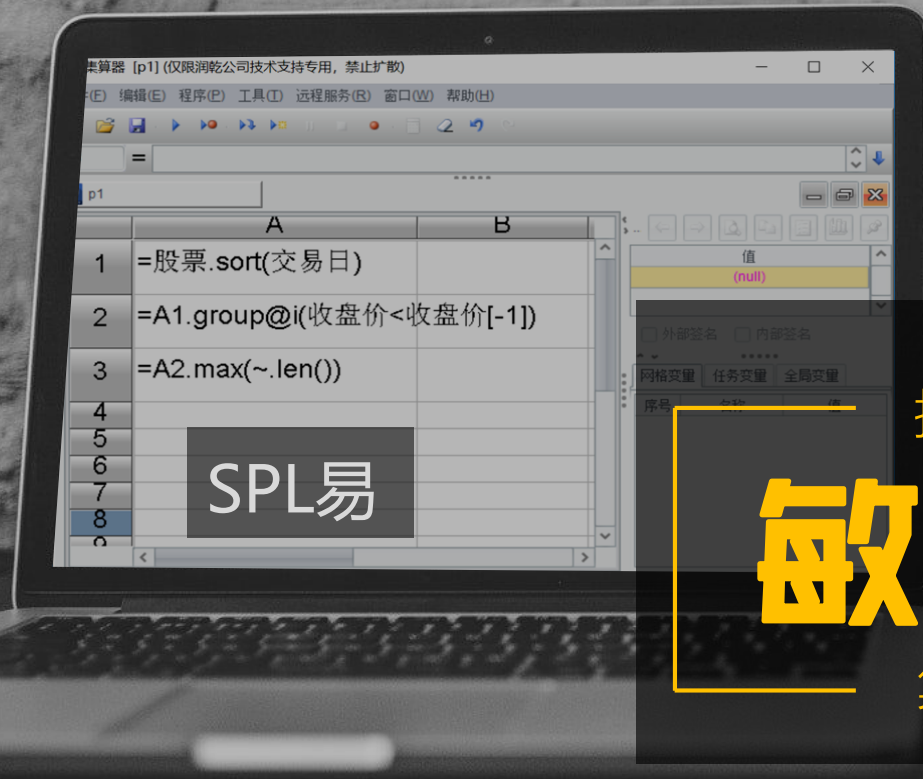 集算器 [p1] (仅限润乾公司技术支持专用，禁止扩散)
(F) 编辑(E) 程序(P) 工具(T) 远程服务(R) 窗口(W) 帮助(H)
=
p1
A B
1 =股票.sort(交易日)
2 =A1.group@i(收盘价<收盘价[-1])
3 =A2.max(~.len())
4
5
6
7
8
9
值
(null)
外部签名 内部签名
网格变量 任务变量 全局变量
序号 名称 值
SPL易
敏